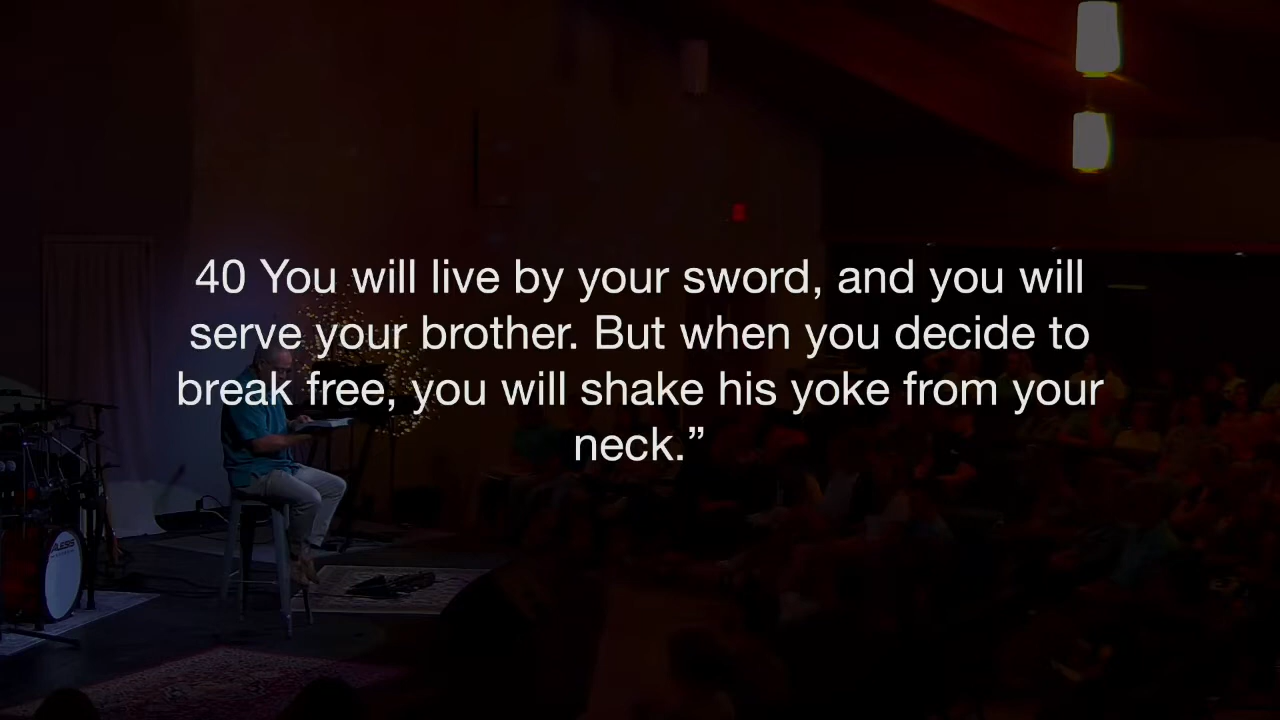 40 You will live by your sword, and you will
serve your brother. But when you decide to
break free, you will shake his yoke from your
neck.”
ALESIS